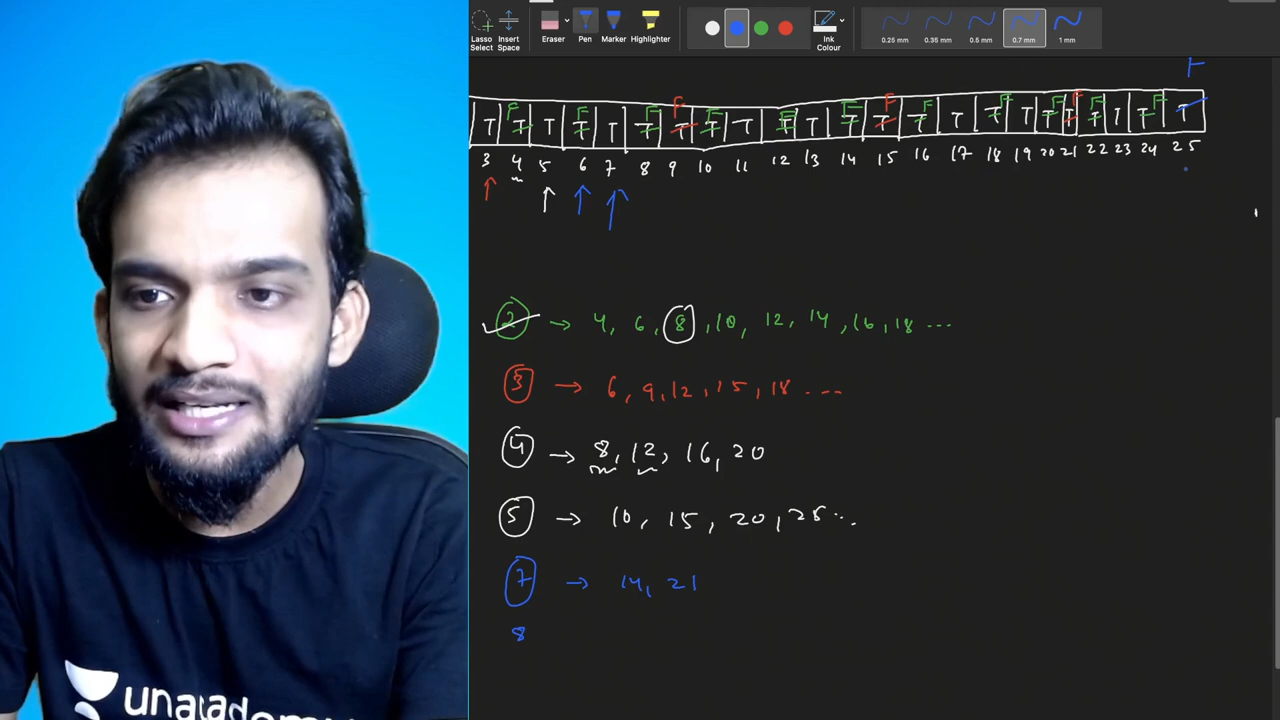 Lasso Select
Insert Space
Eraser
Pen
Marker
Highlighter
Ink Colour
0.25 mm
0.35 mm
0.5 mm
0.7 mm
1 mm
F
F F F F F F F F F F F F F F
T T T T T T T T T T T T T T T T T T T T T T T
3 4 5 6 7 8 9 10 11 12 13 14 15 16 17 18 19 20 21 22 23 24 25
2 → 4, 6, 8, 10, 12, 14, 16, 18 ...
3 → 6, 9, 12, 15, 18 ...
4 → 8, 12, 16, 20
5 → 10, 15, 20, 25 ...
7 → 14, 21
8
unacademy